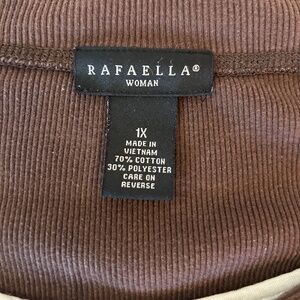 RAFAELLA®
WOMAN
1X
MADE IN
VIETNAM
70% COTTON
30% POLYESTER
CARE ON
REVERSE